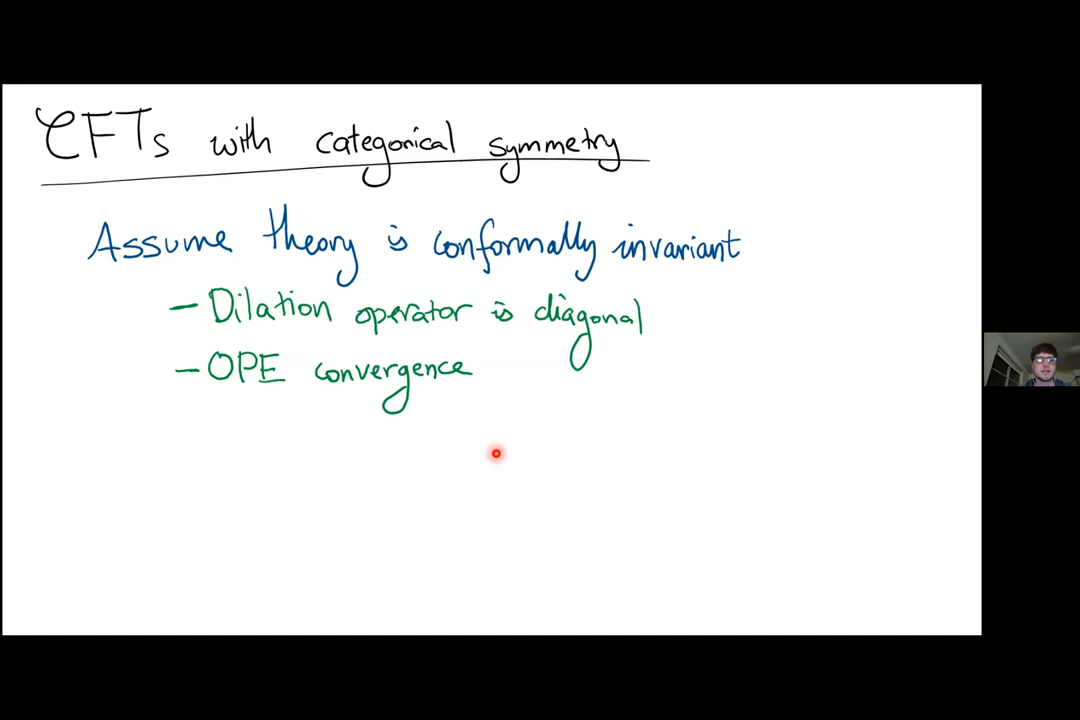 CFTs with categorical symmetry
Assume theory is conformally invariant
- Dilation operator is diagonal
- OPE convergence